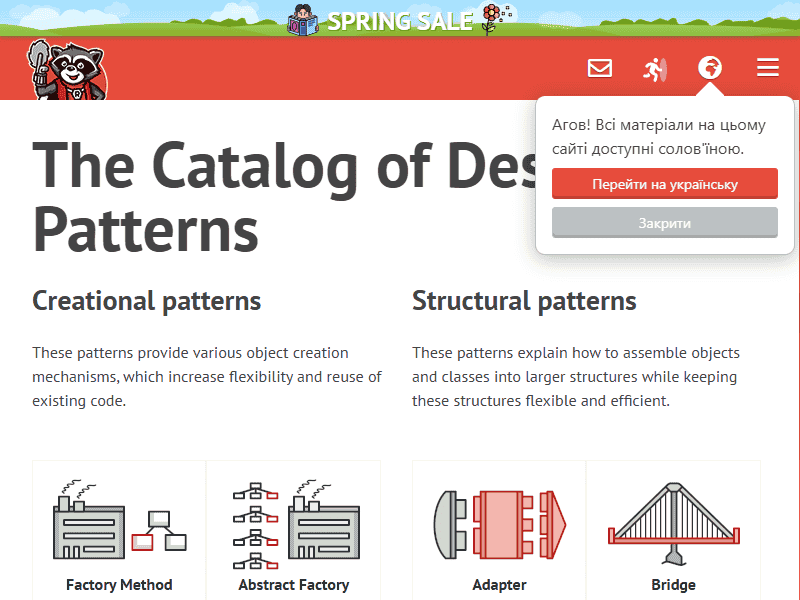 SPRING SALE
Агов! Всі матеріали на цьому
сайті доступні солов'їною.
Перейти на українську
Закрити
The Catalog of Des
Patterns
Creational patterns
These patterns provide various object creation
mechanisms, which increase flexibility and reuse of
existing code.
Structural patterns
These patterns explain how to assemble objects
and classes into larger structures while keeping
these structures flexible and efficient.
Factory Method
Abstract Factory
Adapter
Bridge